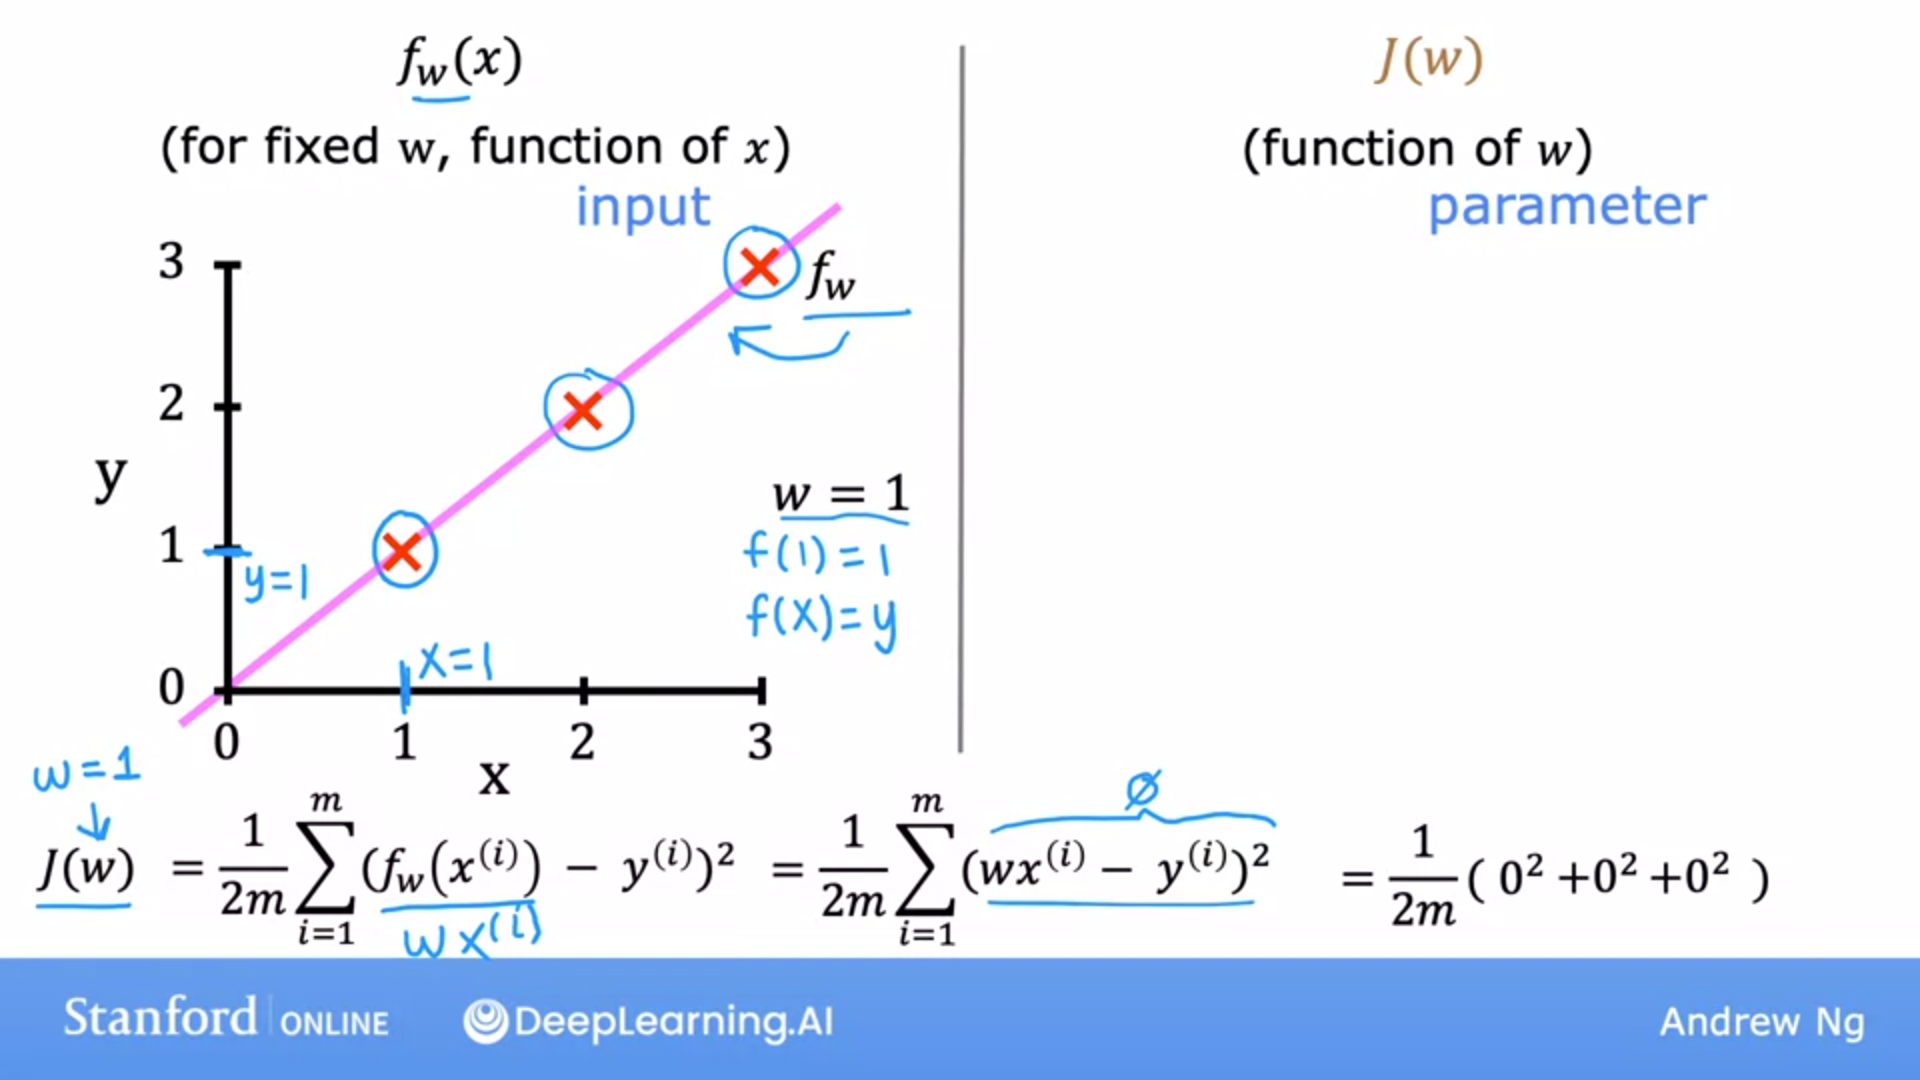 f_w(x)
(for fixed w, function of x)
input
J(w)
(function of w)
parameter
3
2
1
0
y
y=1
x=1
f_w
w = 1
f(1)=1
f(x)=y
0 1 2 3
x
w=1
↓
J(w) = \frac{1}{2m} \sum_{i=1}^{m} (f_w(x^{(i)}) − y^{(i)})^2 = \frac{1}{2m} \sum_{i=1}^{m} (wx^{(i)} − y^{(i)})^2 = \frac{1}{2m} ( 0^2 +0^2 +0^2 )
wx^{(i)}
∅
Stanford | ONLINE DeepLearning.AI Andrew Ng